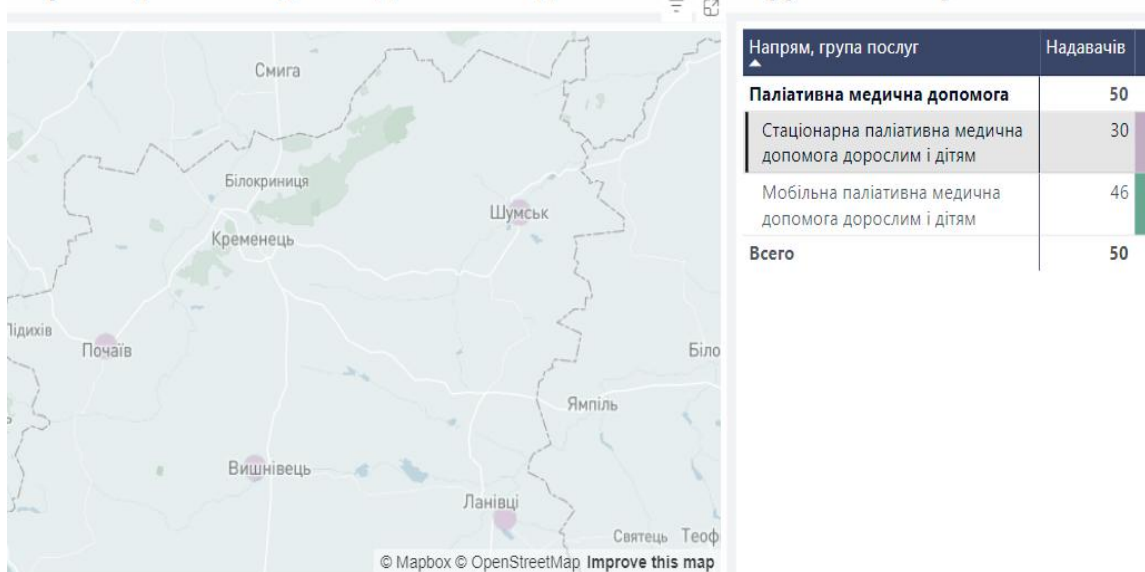 Смига
Білокриниця
Шумськ
Кременець
Підихів
Почаїв
Біло
Ямпіль
Вишнівець
Ланівці
Святець Теоф
© Mapbox © OpenStreetMap Improve this map
Напрям, група послуг Надавачів
Паліативна медична допомога 50
Стаціонарна паліативна медична 30
допомога дорослим і дітям
Мобільна паліативна медична 46
допомога дорослим і дітям
Всего 50